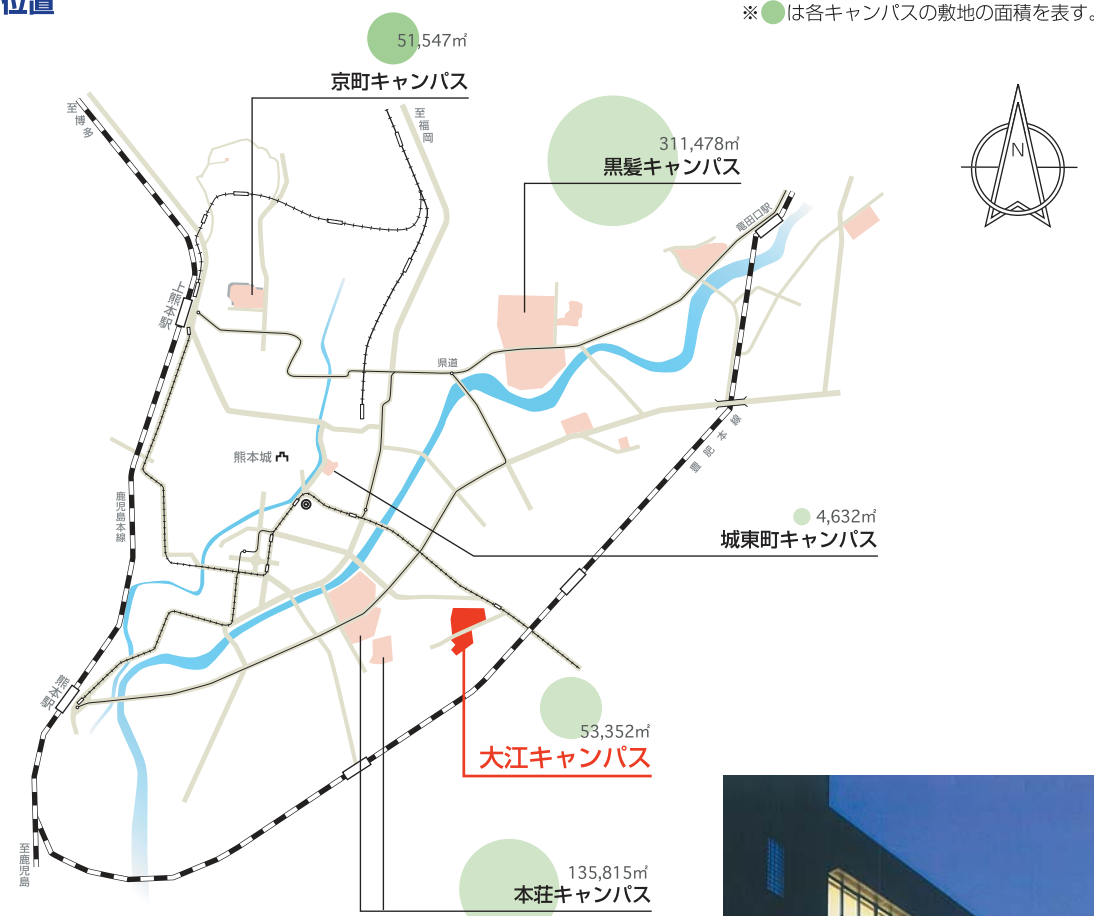 位置
※ は各キャンパスの敷地の面積を表す。
51,547㎡
京町キャンパス
至博多
至福岡
311,478㎡
黒髪キャンパス
N
竜田口駅
上熊本駅
県道
熊本城
豊肥本線
鹿児島本線
4,632㎡
城東町キャンパス
熊本駅
53,352㎡
大江キャンパス
至鹿児島
135,815㎡
本荘キャンパス